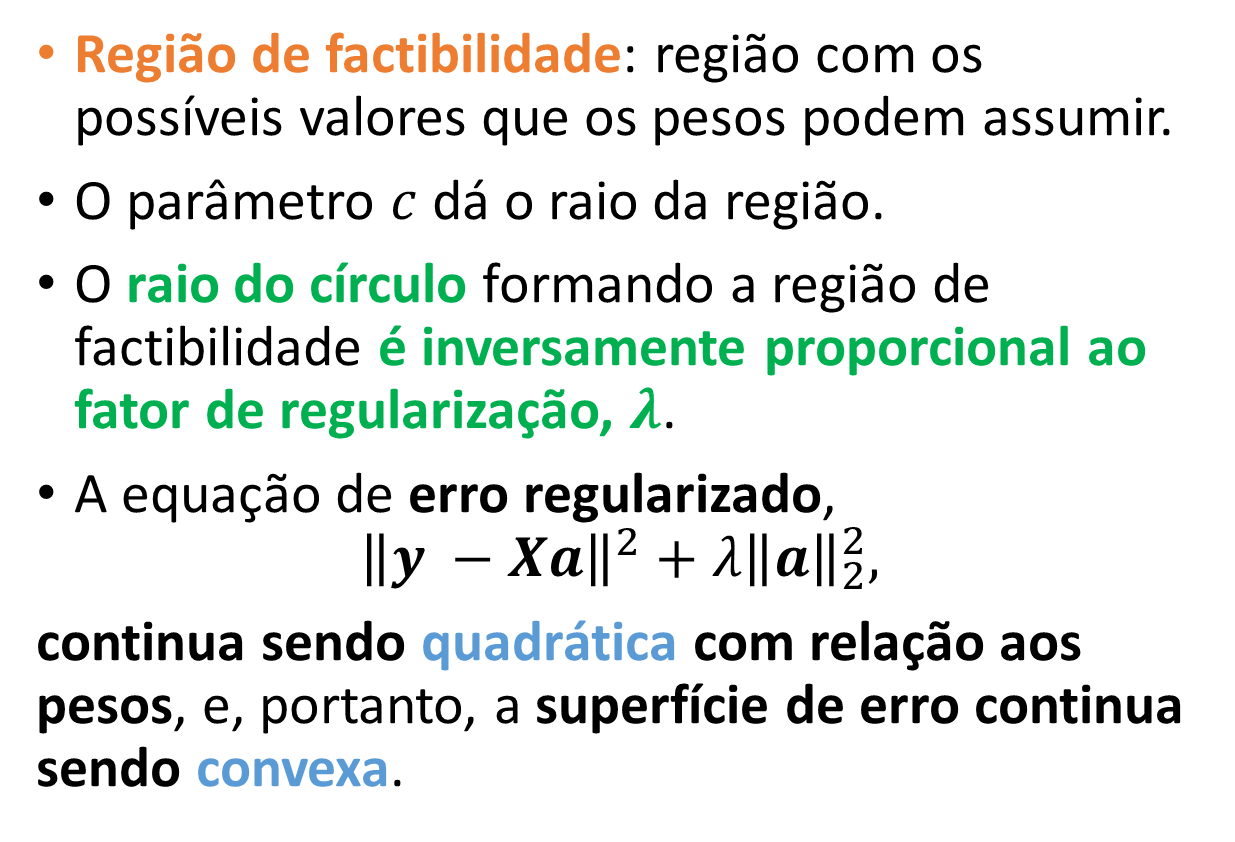 • Região de factibilidade: região com os
possíveis valores que os pesos podem assumir.
• O parâmetro 𝑐 dá o raio da região.
• O raio do círculo formando a região de
factibilidade é inversamente proporcional ao
fator de regularização, 𝝀.
• A equação de erro regularizado,
‖𝒚 − 𝑿𝒂‖² + 𝜆‖𝒂‖₂²,
continua sendo quadrática com relação aos
pesos, e, portanto, a superfície de erro continua
sendo convexa.